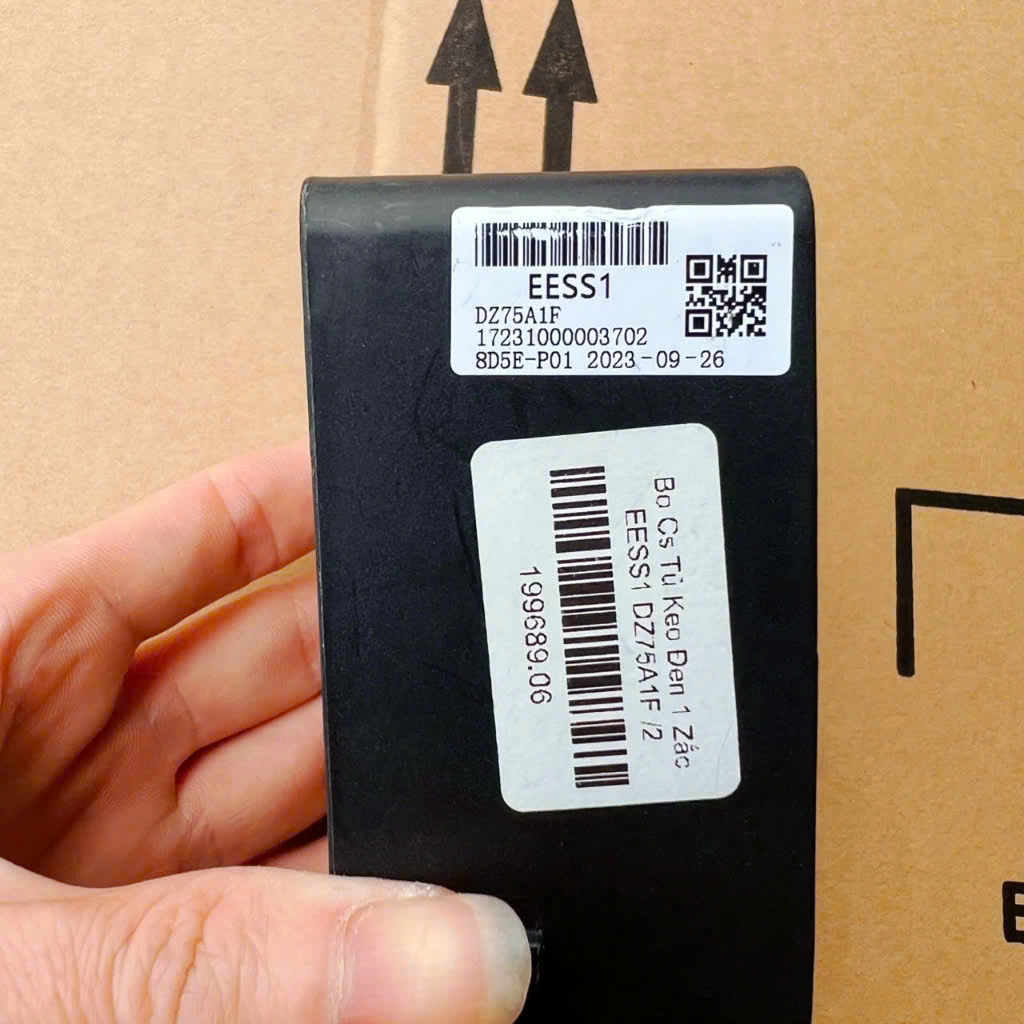 EESS1
DZ75A1F
17231000003702
8D5E-P01 2023-09-26
Bo Cs Tủ Keo Đen 1 Zắc
EESS1 DZ75A1F /2
199689.06